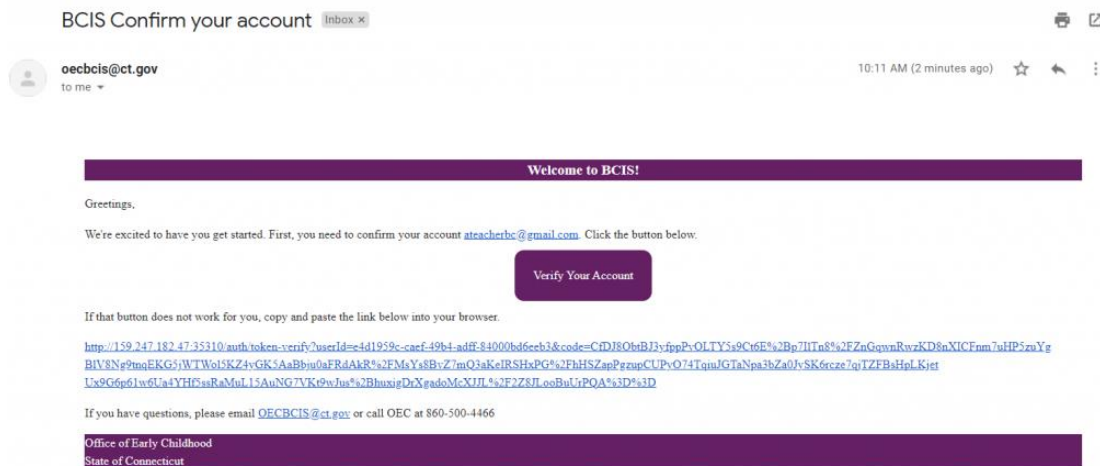 BCIS Confirm your account Inbox x
oecbcis@ct.gov
10:11 AM (2 minutes ago)
to me
Welcome to BCIS!
Greetings,
We're excited to have you get started. First, you need to confirm your account ateacherbc@gmail.com. Click the button below.
Verify Your Account
If that button does not work for you, copy and paste the link below into your browser.
If you have questions, please email OECBCIS@ct.gov or call OEC at 860-500-4466
Office of Early Childhood
State of Connecticut